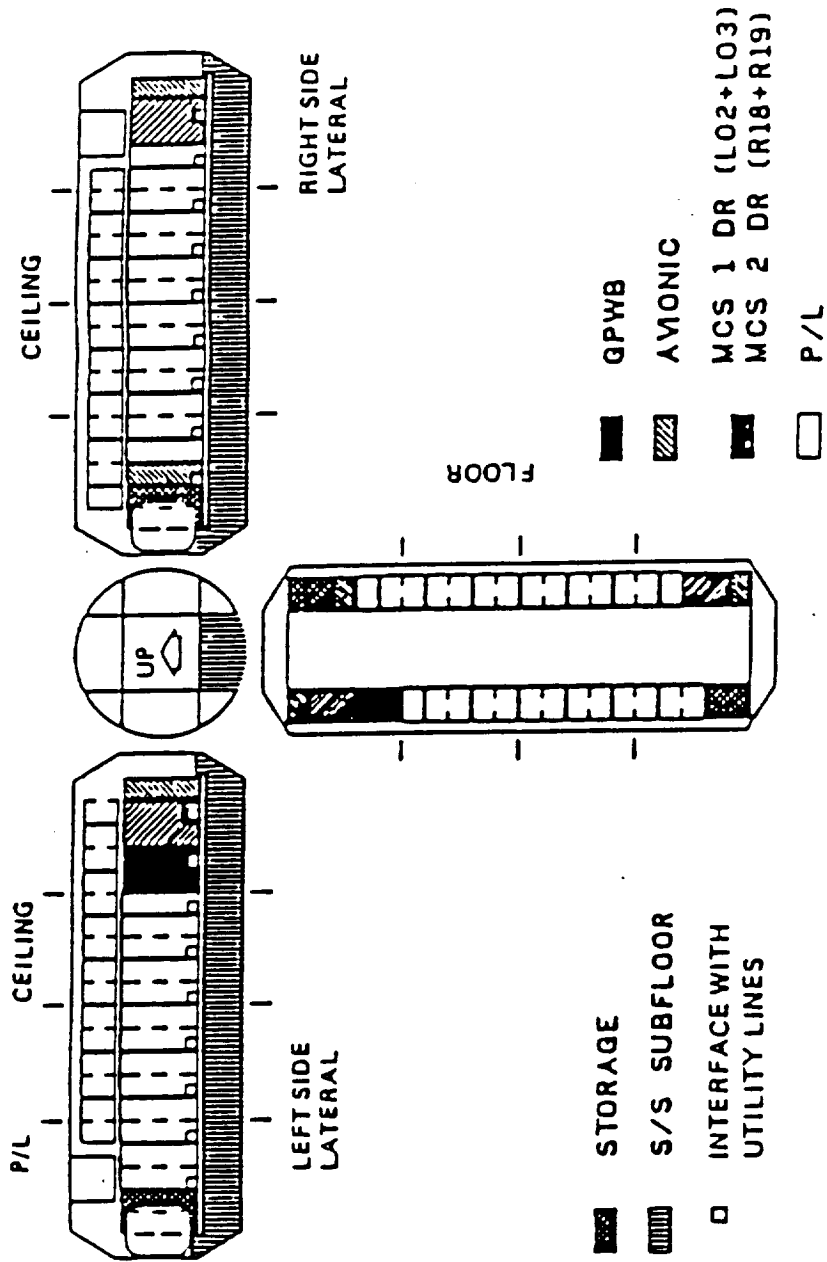 P/L
CEILING
CEILING
UP
LEFT SIDE
LATERAL
RIGHT SIDE
LATERAL
FLOOR
STORAGE
S/S SUBFLOOR
INTERFACE WITH
UTILITY LINES
GPWB
AVIONIC
MCS 1 DR (L02+L03)
MCS 2 DR (R18+R19)
P/L